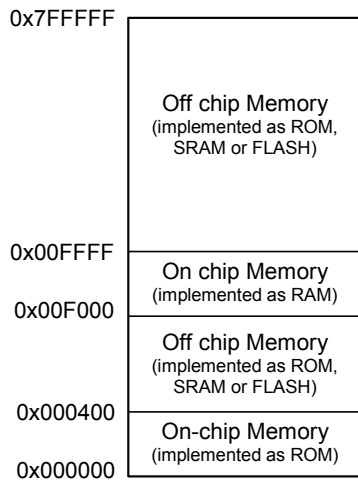 0x7FFFFF
Off chip Memory
(implemented as ROM,
SRAM or FLASH)
0x00FFFF
On chip Memory
(implemented as RAM)
0x00F000
Off chip Memory
(implemented as ROM,
SRAM or FLASH)
0x000400
On-chip Memory
(implemented as ROM)
0x000000